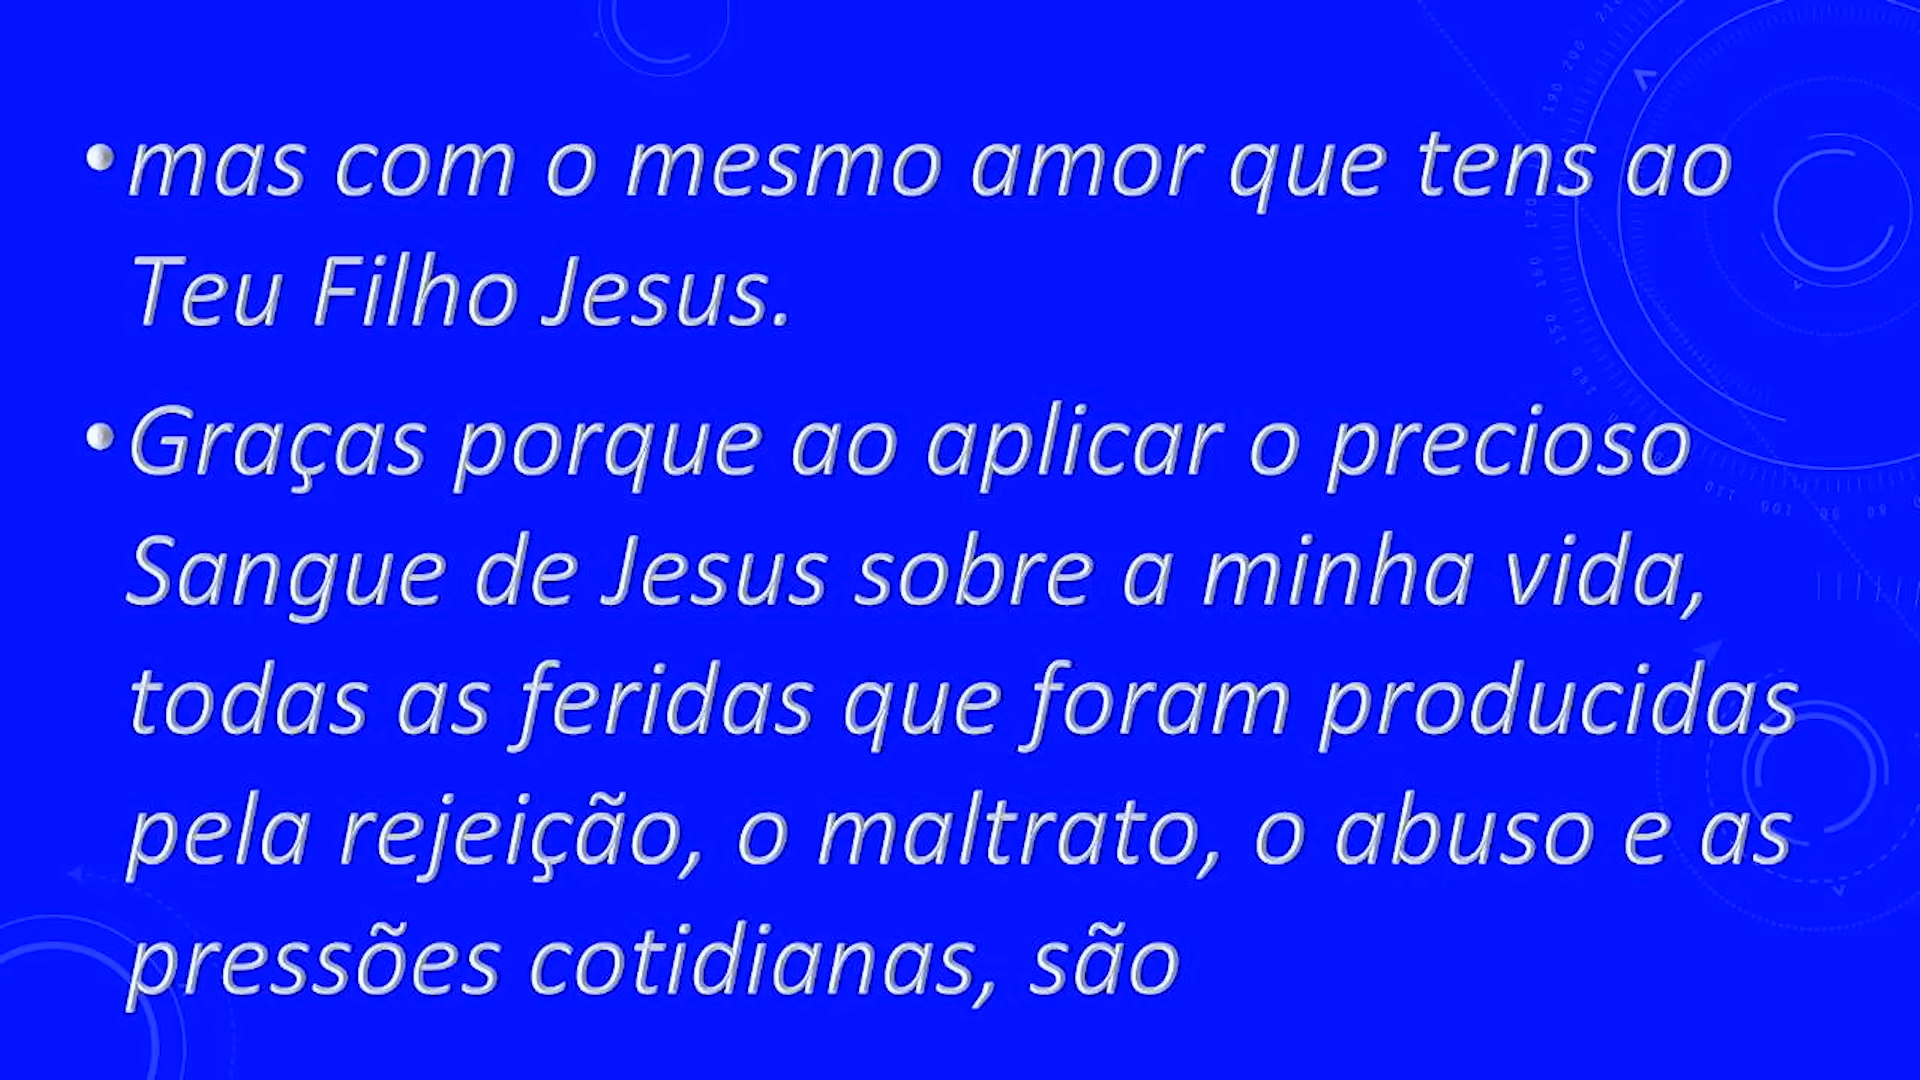 • mas com o mesmo amor que tens ao
Teu Filho Jesus.
• Graças porque ao aplicar o precioso
Sangue de Jesus sobre a minha vida,
todas as feridas que foram producidas
pela rejeição, o maltrato, o abuso e as
pressões cotidianas, são